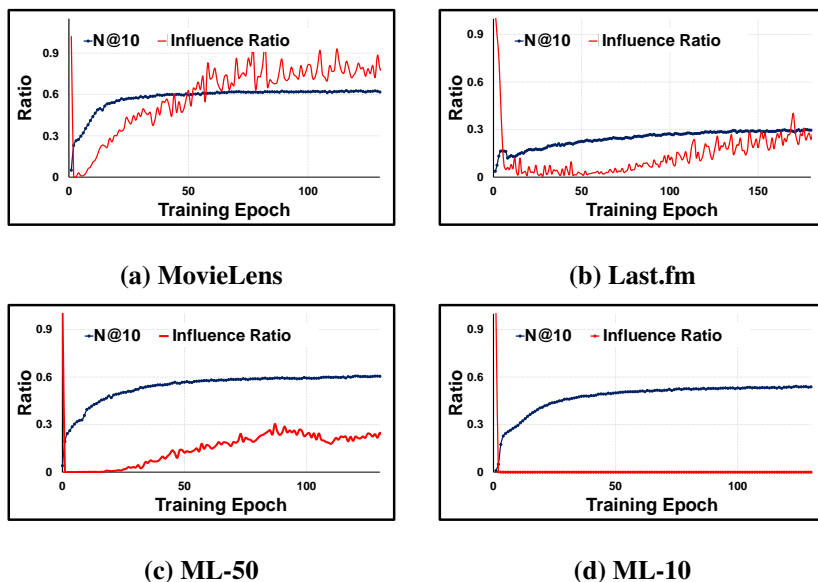 N@10 Influence Ratio
Ratio
0.9
0.6
0.3
0
0 50 100
Training Epoch
(a) MovieLens
N@10 Influence Ratio
Ratio
0.9
0.6
0.3
0
0 50 100 150
Training Epoch
(b) Last.fm
N@10 Influence Ratio
Ratio
0.9
0.6
0.3
0
0 50 100
Training Epoch
(c) ML-50
N@10 Influence Ratio
Ratio
0.9
0.6
0.3
0
0 50 100
Training Epoch
(d) ML-10